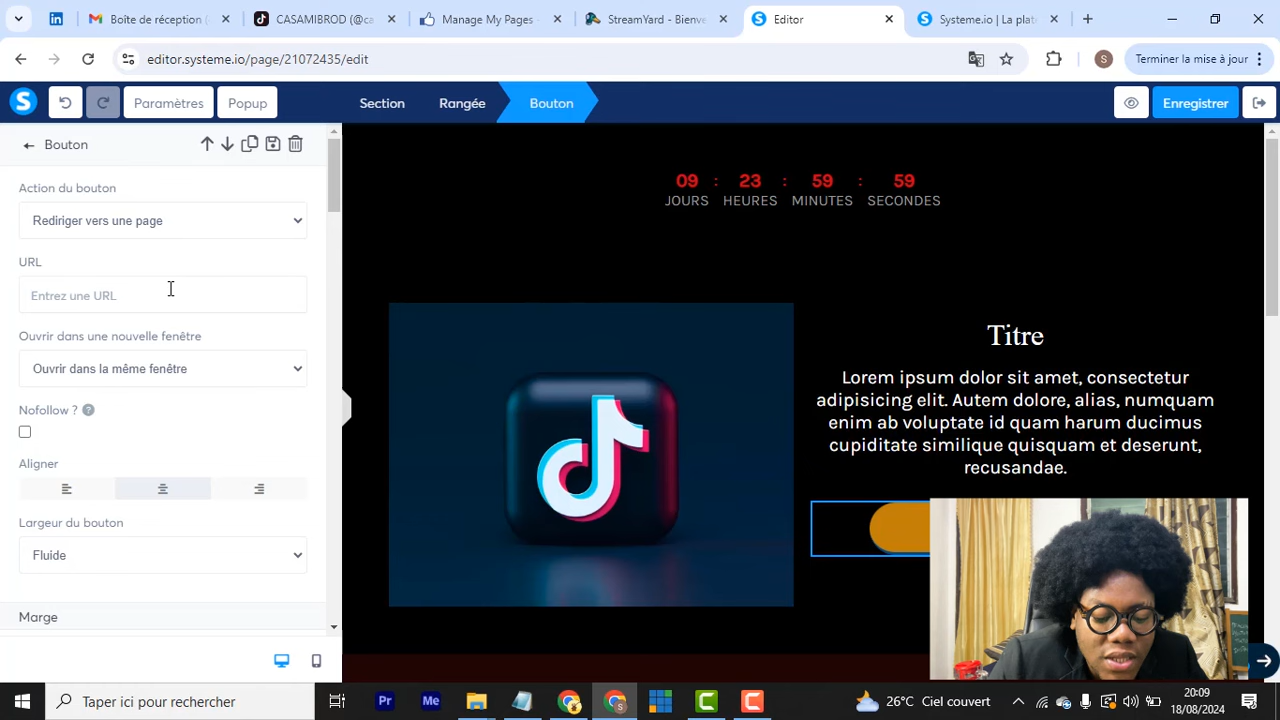 Boîte de réception (
CASAMIBROD (@ca
Manage My Pages -
StreamYard - Bienve
Editor
Systeme.io | La plat
editor.systeme.io/page/21072435/edit
S
Terminer la mise à jour
Paramètres
Popup
Section
Rangée
Bouton
Enregistrer
Bouton
Action du bouton
Rediriger vers une page
URL
Entrez une URL
Ouvrir dans une nouvelle fenêtre
Ouvrir dans la même fenêtre
Nofollow ? ?
Aligner
Largeur du bouton
Fluide
Marge
09 : 23 : 59 : 59
JOURS HEURES MINUTES SECONDES
Titre
Lorem ipsum dolor sit amet, consectetur
adipisicing elit. Autem dolore, alias, numquam
enim ab voluptate id quam harum ducimus
cupiditate similique quisquam et deserunt,
recusandae.
Taper ici pour rechercher
Pr
Me
26°C Ciel couvert
20:09
18/08/2024